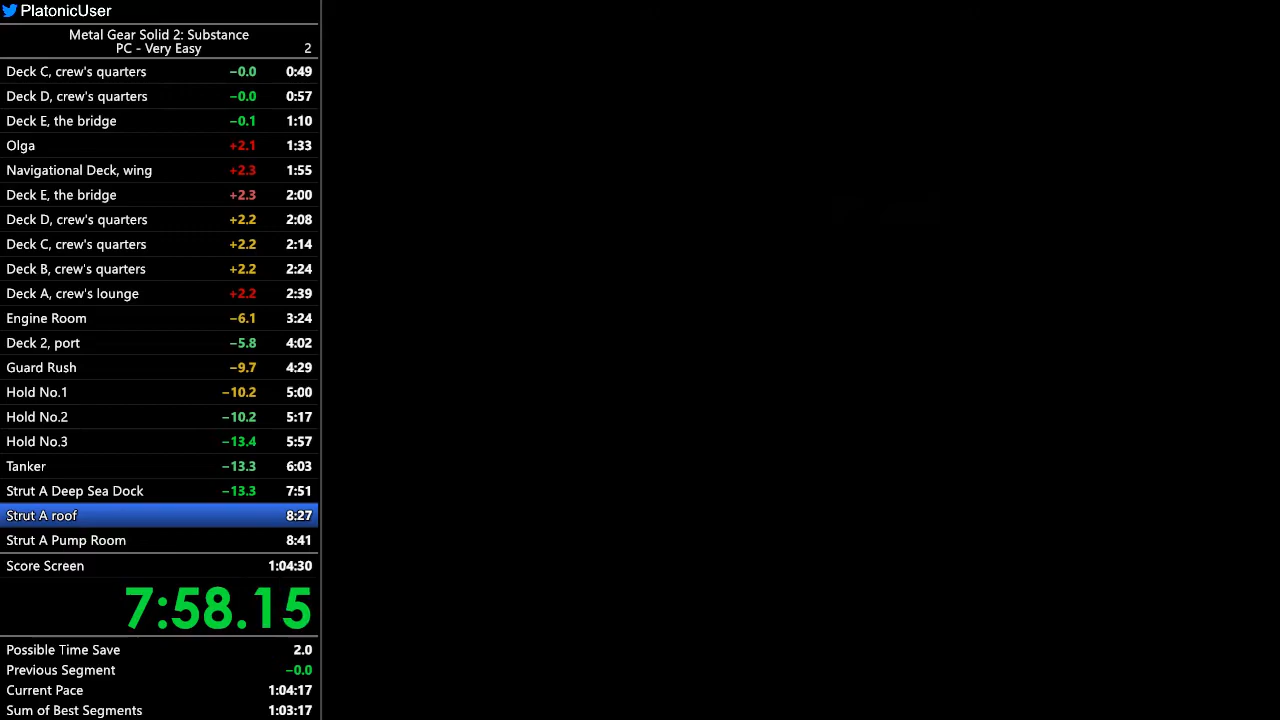 PlatonicUser
Metal Gear Solid 2: Substance
PC - Very Easy 2
Deck C, crew's quarters −0.0 0:49
Deck D, crew's quarters −0.0 0:57
Deck E, the bridge −0.1 1:10
Olga +2.1 1:33
Navigational Deck, wing +2.3 1:55
Deck E, the bridge +2.3 2:00
Deck D, crew's quarters +2.2 2:08
Deck C, crew's quarters +2.2 2:14
Deck B, crew's quarters +2.2 2:24
Deck A, crew's lounge +2.2 2:39
Engine Room −6.1 3:24
Deck 2, port −5.8 4:02
Guard Rush −9.7 4:29
Hold No.1 −10.2 5:00
Hold No.2 −10.2 5:17
Hold No.3 −13.4 5:57
Tanker −13.3 6:03
Strut A Deep Sea Dock −13.3 7:51
Strut A roof 8:27
Strut A Pump Room 8:41
Score Screen 1:04:30
7:58.15
Possible Time Save 2.0
Previous Segment −0.0
Current Pace 1:04:17
Sum of Best Segments 1:03:17